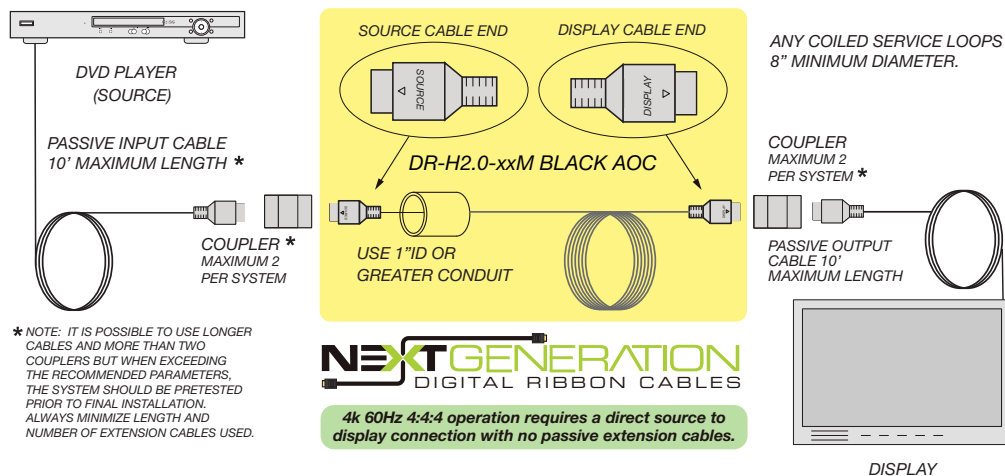 DVD PLAYER
(SOURCE)
PASSIVE INPUT CABLE
10' MAXIMUM LENGTH *
COUPLER *
MAXIMUM 2
PER SYSTEM
* NOTE: IT IS POSSIBLE TO USE LONGER
CABLES AND MORE THAN TWO
COUPLERS BUT WHEN EXCEEDING
THE RECOMMENDED PARAMETERS,
THE SYSTEM SHOULD BE PRETESTED
PRIOR TO FINAL INSTALLATION.
ALWAYS MINIMIZE LENGTH AND
NUMBER OF EXTENSION CABLES USED.
SOURCE CABLE END
SOURCE
DISPLAY CABLE END
DISPLAY
DR-H2.0-xxM BLACK AOC
USE 1"ID OR
GREATER CONDUIT
NEXTGENERATION
DIGITAL RIBBON CABLES
4k 60Hz 4:4:4 operation requires a direct source to
display connection with no passive extension cables.
ANY COILED SERVICE LOOPS
8" MINIMUM DIAMETER.
COUPLER
MAXIMUM 2
PER SYSTEM *
PASSIVE OUTPUT
CABLE 10'
MAXIMUM LENGTH
DISPLAY